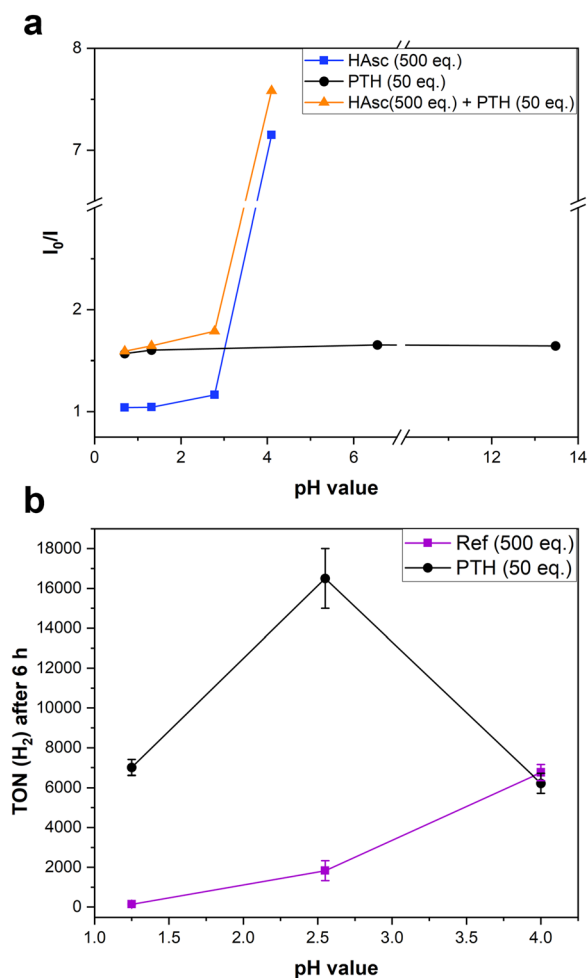 a
HAsc (500 eq.)
PTH (50 eq.)
HAsc(500 eq.) + PTH (50 eq.)
I₀/I
8
7
2
1
0 2 4 6 12 14
pH value
b
Ref (500 eq.)
PTH (50 eq.)
TON (H₂) after 6 h
18000
16000
14000
12000
10000
8000
6000
4000
2000
0
1.0 1.5 2.0 2.5 3.0 3.5 4.0
pH value